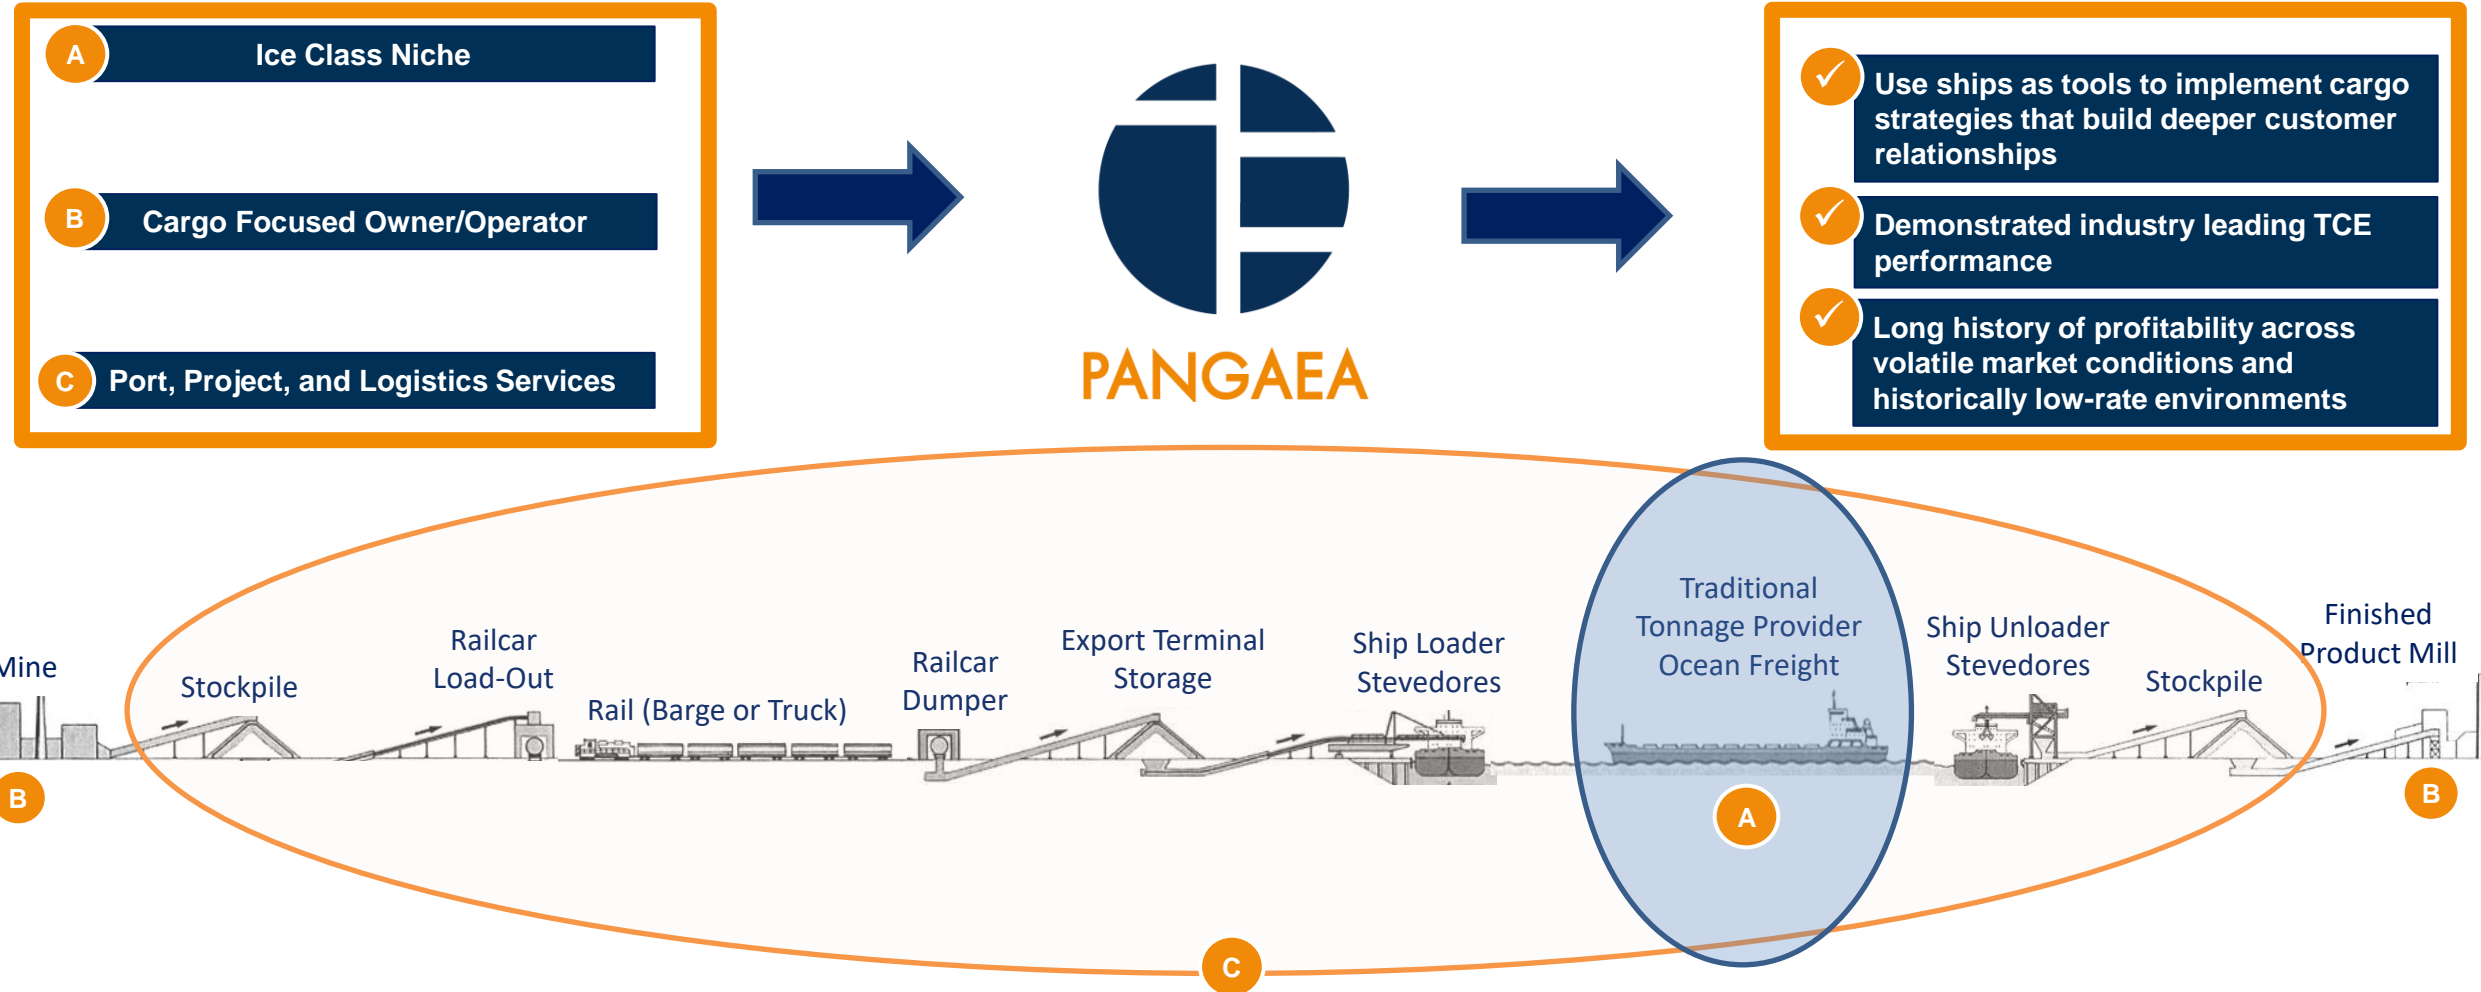 A
Ice Class Niche
B
Cargo Focused Owner/Operator
C
Port, Project, and Logistics Services
PANGAEA
Use ships as tools to implement cargo
strategies that build deeper customer
relationships
Demonstrated industry leading TCE
performance
Long history of profitability across
volatile market conditions and
historically low-rate environments
Mine
Stockpile
Railcar
Load-Out
Rail (Barge or Truck)
Railcar
Dumper
Export Terminal
Storage
Ship Loader
Stevedores
Traditional
Tonnage Provider
Ocean Freight
Ship Unloader
Stevedores
Stockpile
Finished
Product Mill
B
A
B
C